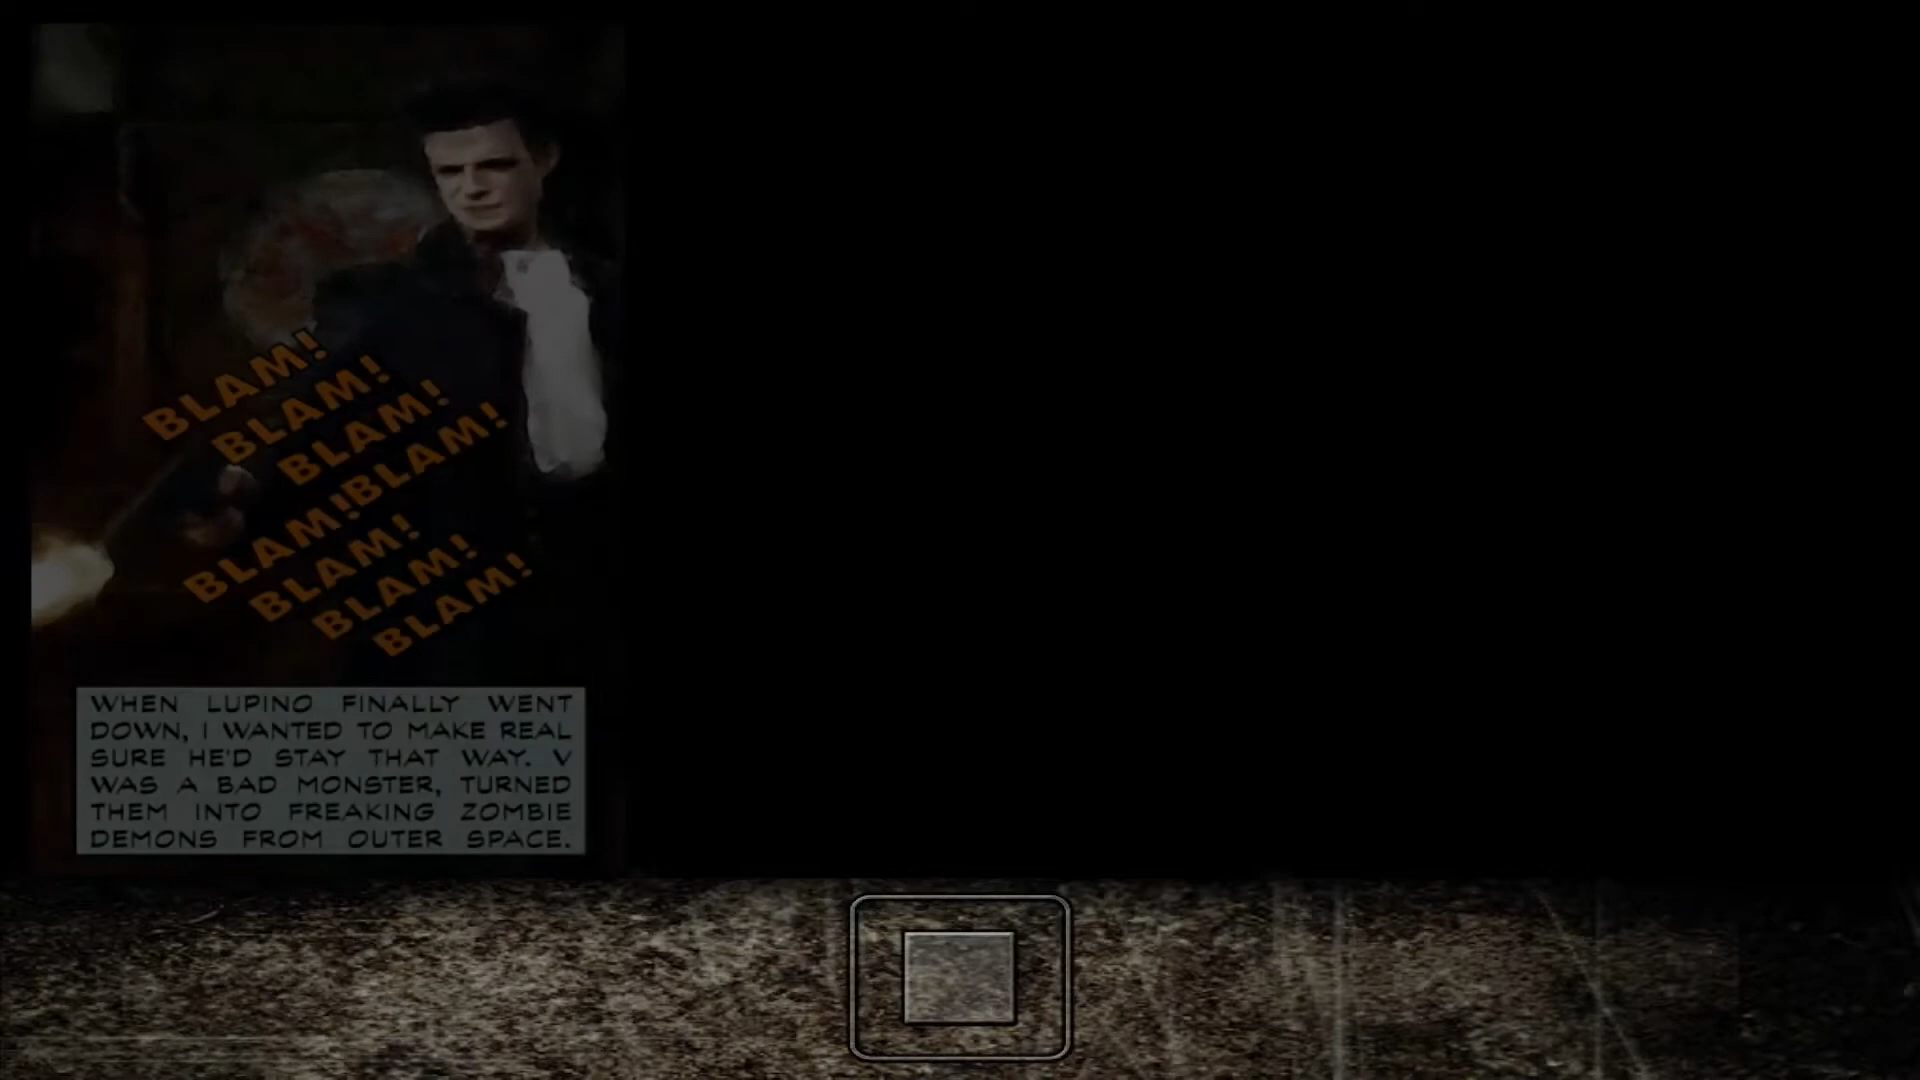 BLAM!
BLAM!
BLAM!
BLAM!
BLAM!
BLAM!
BLAM!
BLAM!
WHEN LUPINO FINALLY WENT
DOWN, I WANTED TO MAKE REAL
SURE HE'D STAY THAT WAY. V
WAS A BAD MONSTER, TURNED
THEM INTO FREAKING ZOMBIE
DEMONS FROM OUTER SPACE.